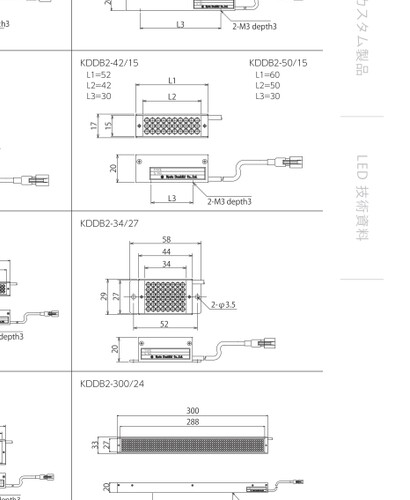 L3
2-M3 depth3
h3
KDDB2-42/15
L1=52
L2=42
L3=30
KDDB2-50/15
L1=60
L2=50
L3=30
L1
L2
17
15
20
L3
2-M3 depth3
KDDB2-34/27
58
44
34
29
27
2-φ3.5
52
20
depth3
KDDB2-300/24
300
288
33
27
20
カスタム製品
LED 技術資料